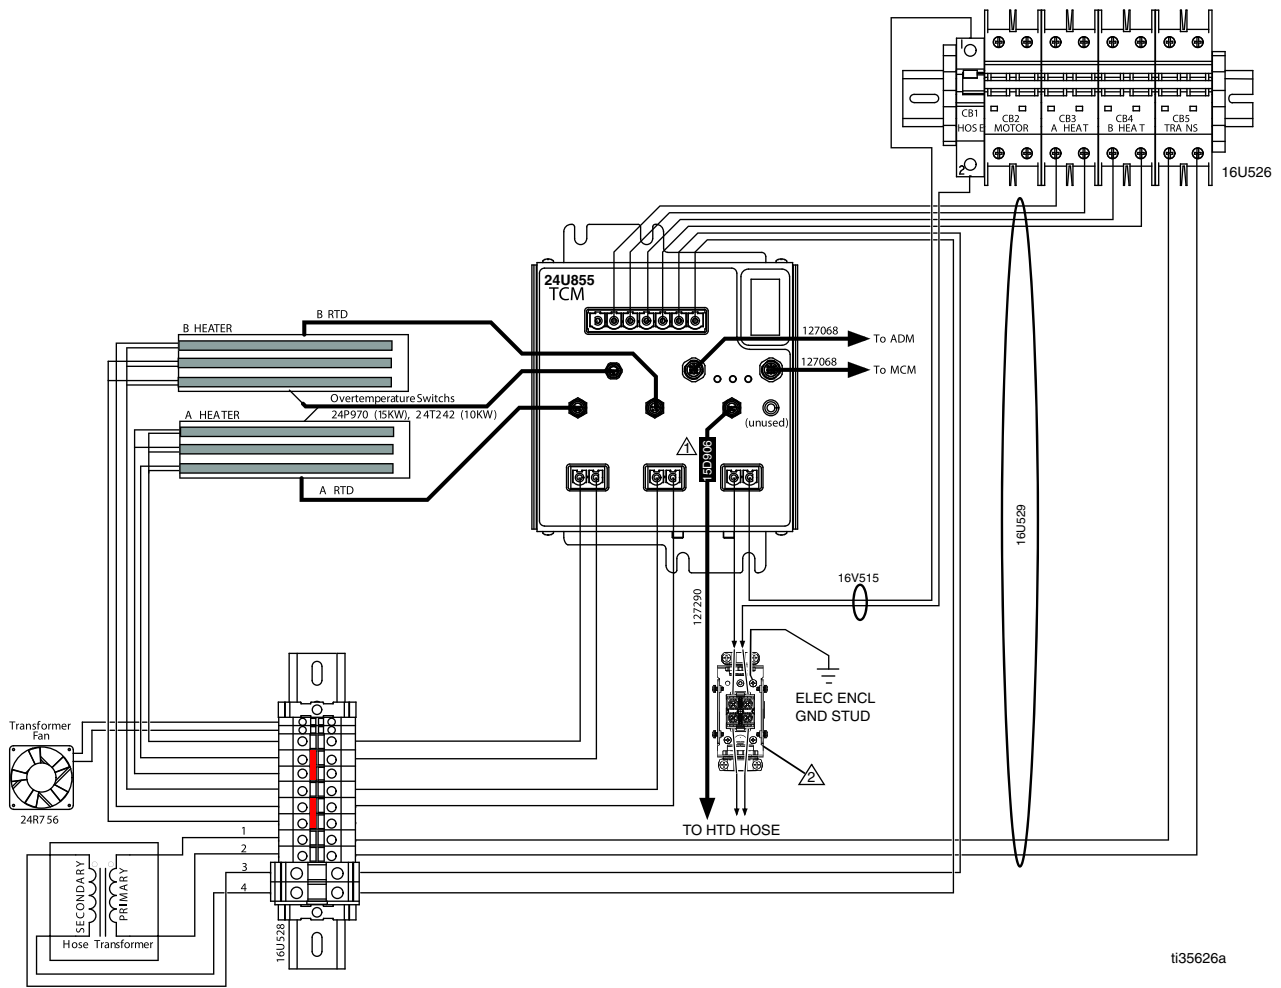 1
CB1
HOSE
2
CB2
MOTOR
CB3
A HEAT
CB4
B HEAT
CB5
TRANS
16U526
24U855
TCM
B RTD
B HEATER
127068
To ADM
127068
To MCM
Overtemperature Switchs
24P970 (15KW), 24T242 (10KW)
A HEATER
(unused)
1
15D906
A RTD
16U529
16V515
127290
ELEC ENCL
GND STUD
2
TO HTD HOSE
Transformer
Fan
24R756
1
2
3
4
SECONDARY
PRIMARY
Hose Transformer
16U528
ti35626a